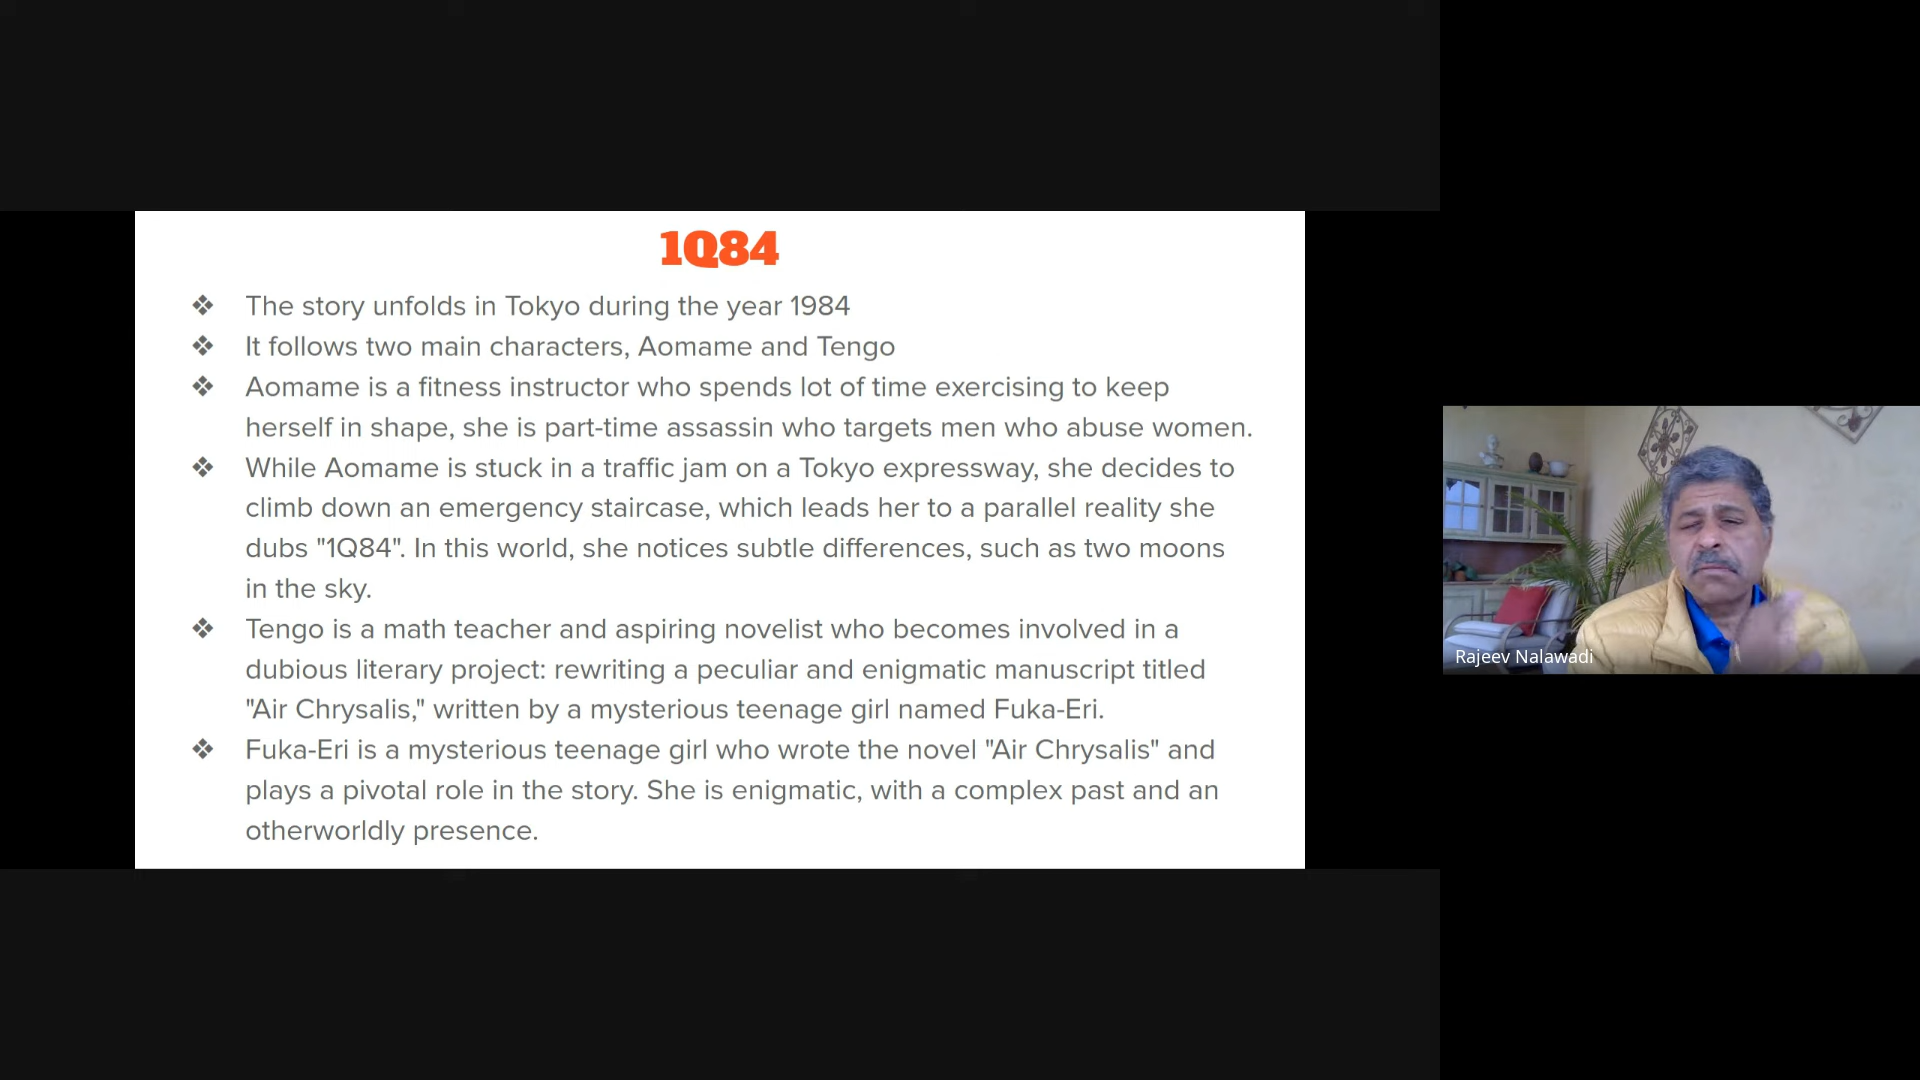 1Q84
❖ The story unfolds in Tokyo during the year 1984
❖ It follows two main characters, Aomame and Tengo
❖ Aomame is a fitness instructor who spends lot of time exercising to keep
herself in shape, she is part-time assassin who targets men who abuse women.
❖ While Aomame is stuck in a traffic jam on a Tokyo expressway, she decides to
climb down an emergency staircase, which leads her to a parallel reality she
dubs "1Q84". In this world, she notices subtle differences, such as two moons
in the sky.
❖ Tengo is a math teacher and aspiring novelist who becomes involved in a
dubious literary project: rewriting a peculiar and enigmatic manuscript titled
"Air Chrysalis," written by a mysterious teenage girl named Fuka-Eri.
❖ Fuka-Eri is a mysterious teenage girl who wrote the novel "Air Chrysalis" and
plays a pivotal role in the story. She is enigmatic, with a complex past and an
otherworldly presence.
Rajeev Nalawadi